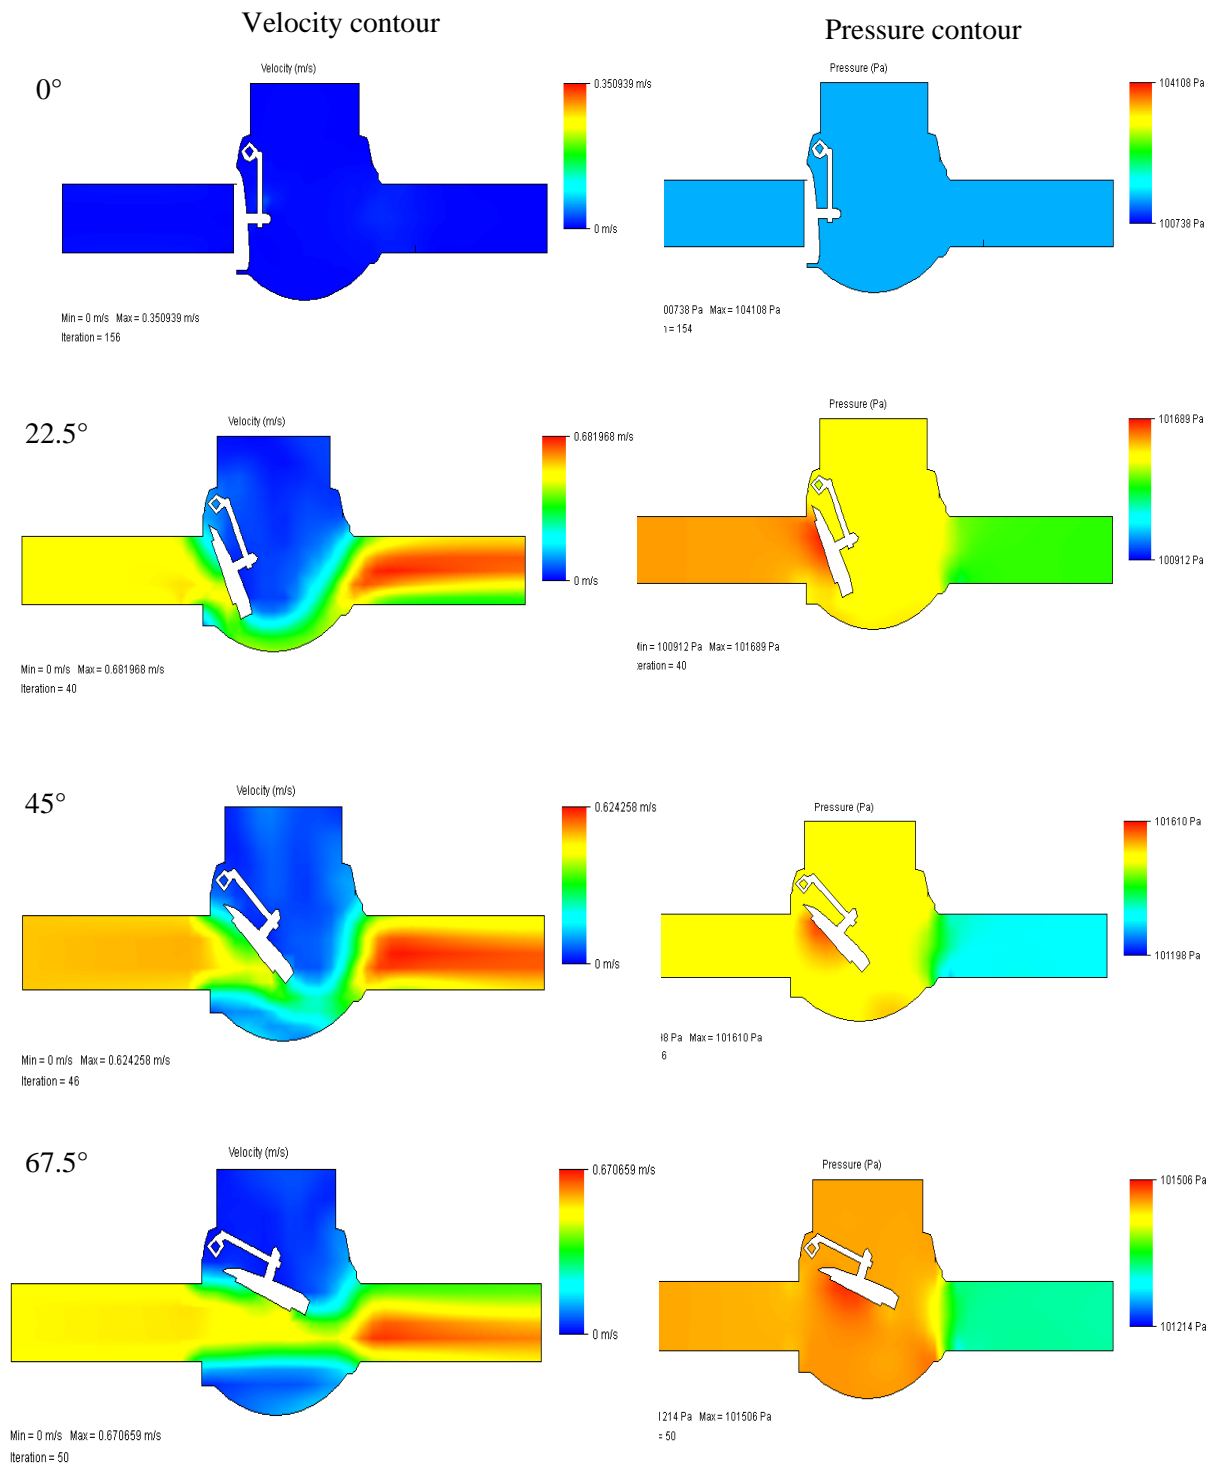 Velocity contour
Pressure contour
0°
Velocity (m/s)
0.350939 m/s
0 m/s
Min = 0 m/s Max = 0.350939 m/s
Iteration = 156
Pressure (Pa)
104108 Pa
100738 Pa
00738 Pa Max = 104108 Pa
= 154
22.5°
Velocity (m/s)
0.681968 m/s
0 m/s
Min = 0 m/s Max = 0.681968 m/s
Iteration = 40
Pressure (Pa)
101689 Pa
100912 Pa
Min = 100912 Pa Max = 101689 Pa
teration = 40
45°
Velocity (m/s)
0.624258 m/s
0 m/s
Min = 0 m/s Max = 0.624258 m/s
Iteration = 46
Pressure (Pa)
101610 Pa
101198 Pa
98 Pa Max = 101610 Pa
6
67.5°
Velocity (m/s)
0.670659 m/s
0 m/s
Min = 0 m/s Max = 0.670659 m/s
Iteration = 50
Pressure (Pa)
101506 Pa
101214 Pa
1214 Pa Max = 101506 Pa
= 50